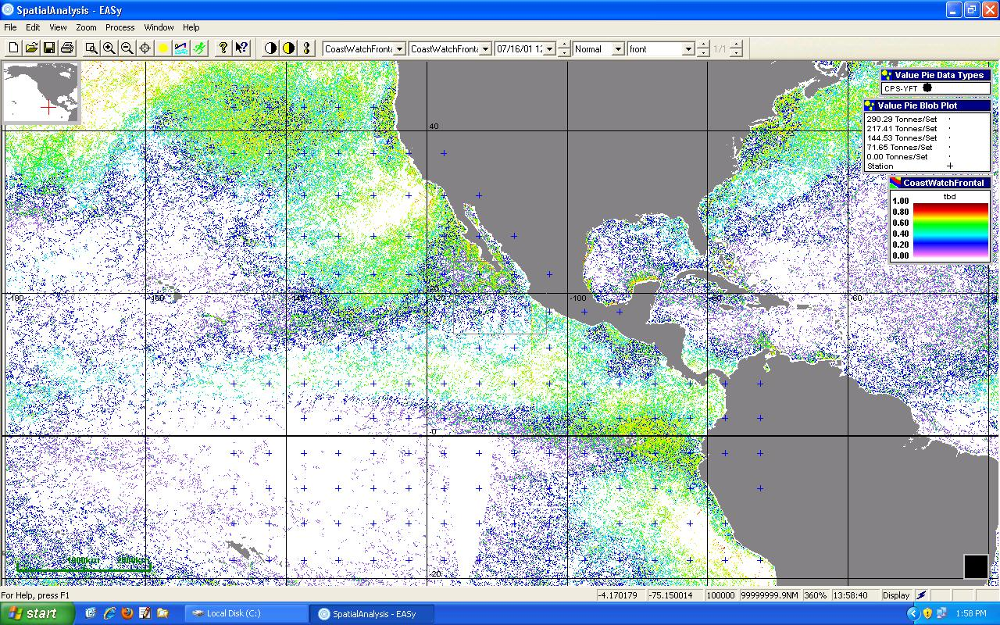 SpatialAnalysis - EASy
File Edit View Zoom Process Window Help
CoastWatchFronta CoastWatchFronta 07/16/01 12 Normal front 1/1
Value Pie Data Types
CPS-YFT
Value Pie Blob Plot
290.29 Tonnes/Set
217.41 Tonnes/Set
144.53 Tonnes/Set
71.65 Tonnes/Set
0.00 Tonnes/Set
Station
CoastWatchFrontal
tbd
1.00
0.80
0.60
0.40
0.20
0.00
40
-180 -120 -100 -60
-0
-20
1000km 2000km
For Help, press F1 -4.170179 -75.150014 100000 99999999.9NM 360% 13:58:40 Display
start Local Disk (C:) SpatialAnalysis - EASy 1:58 PM